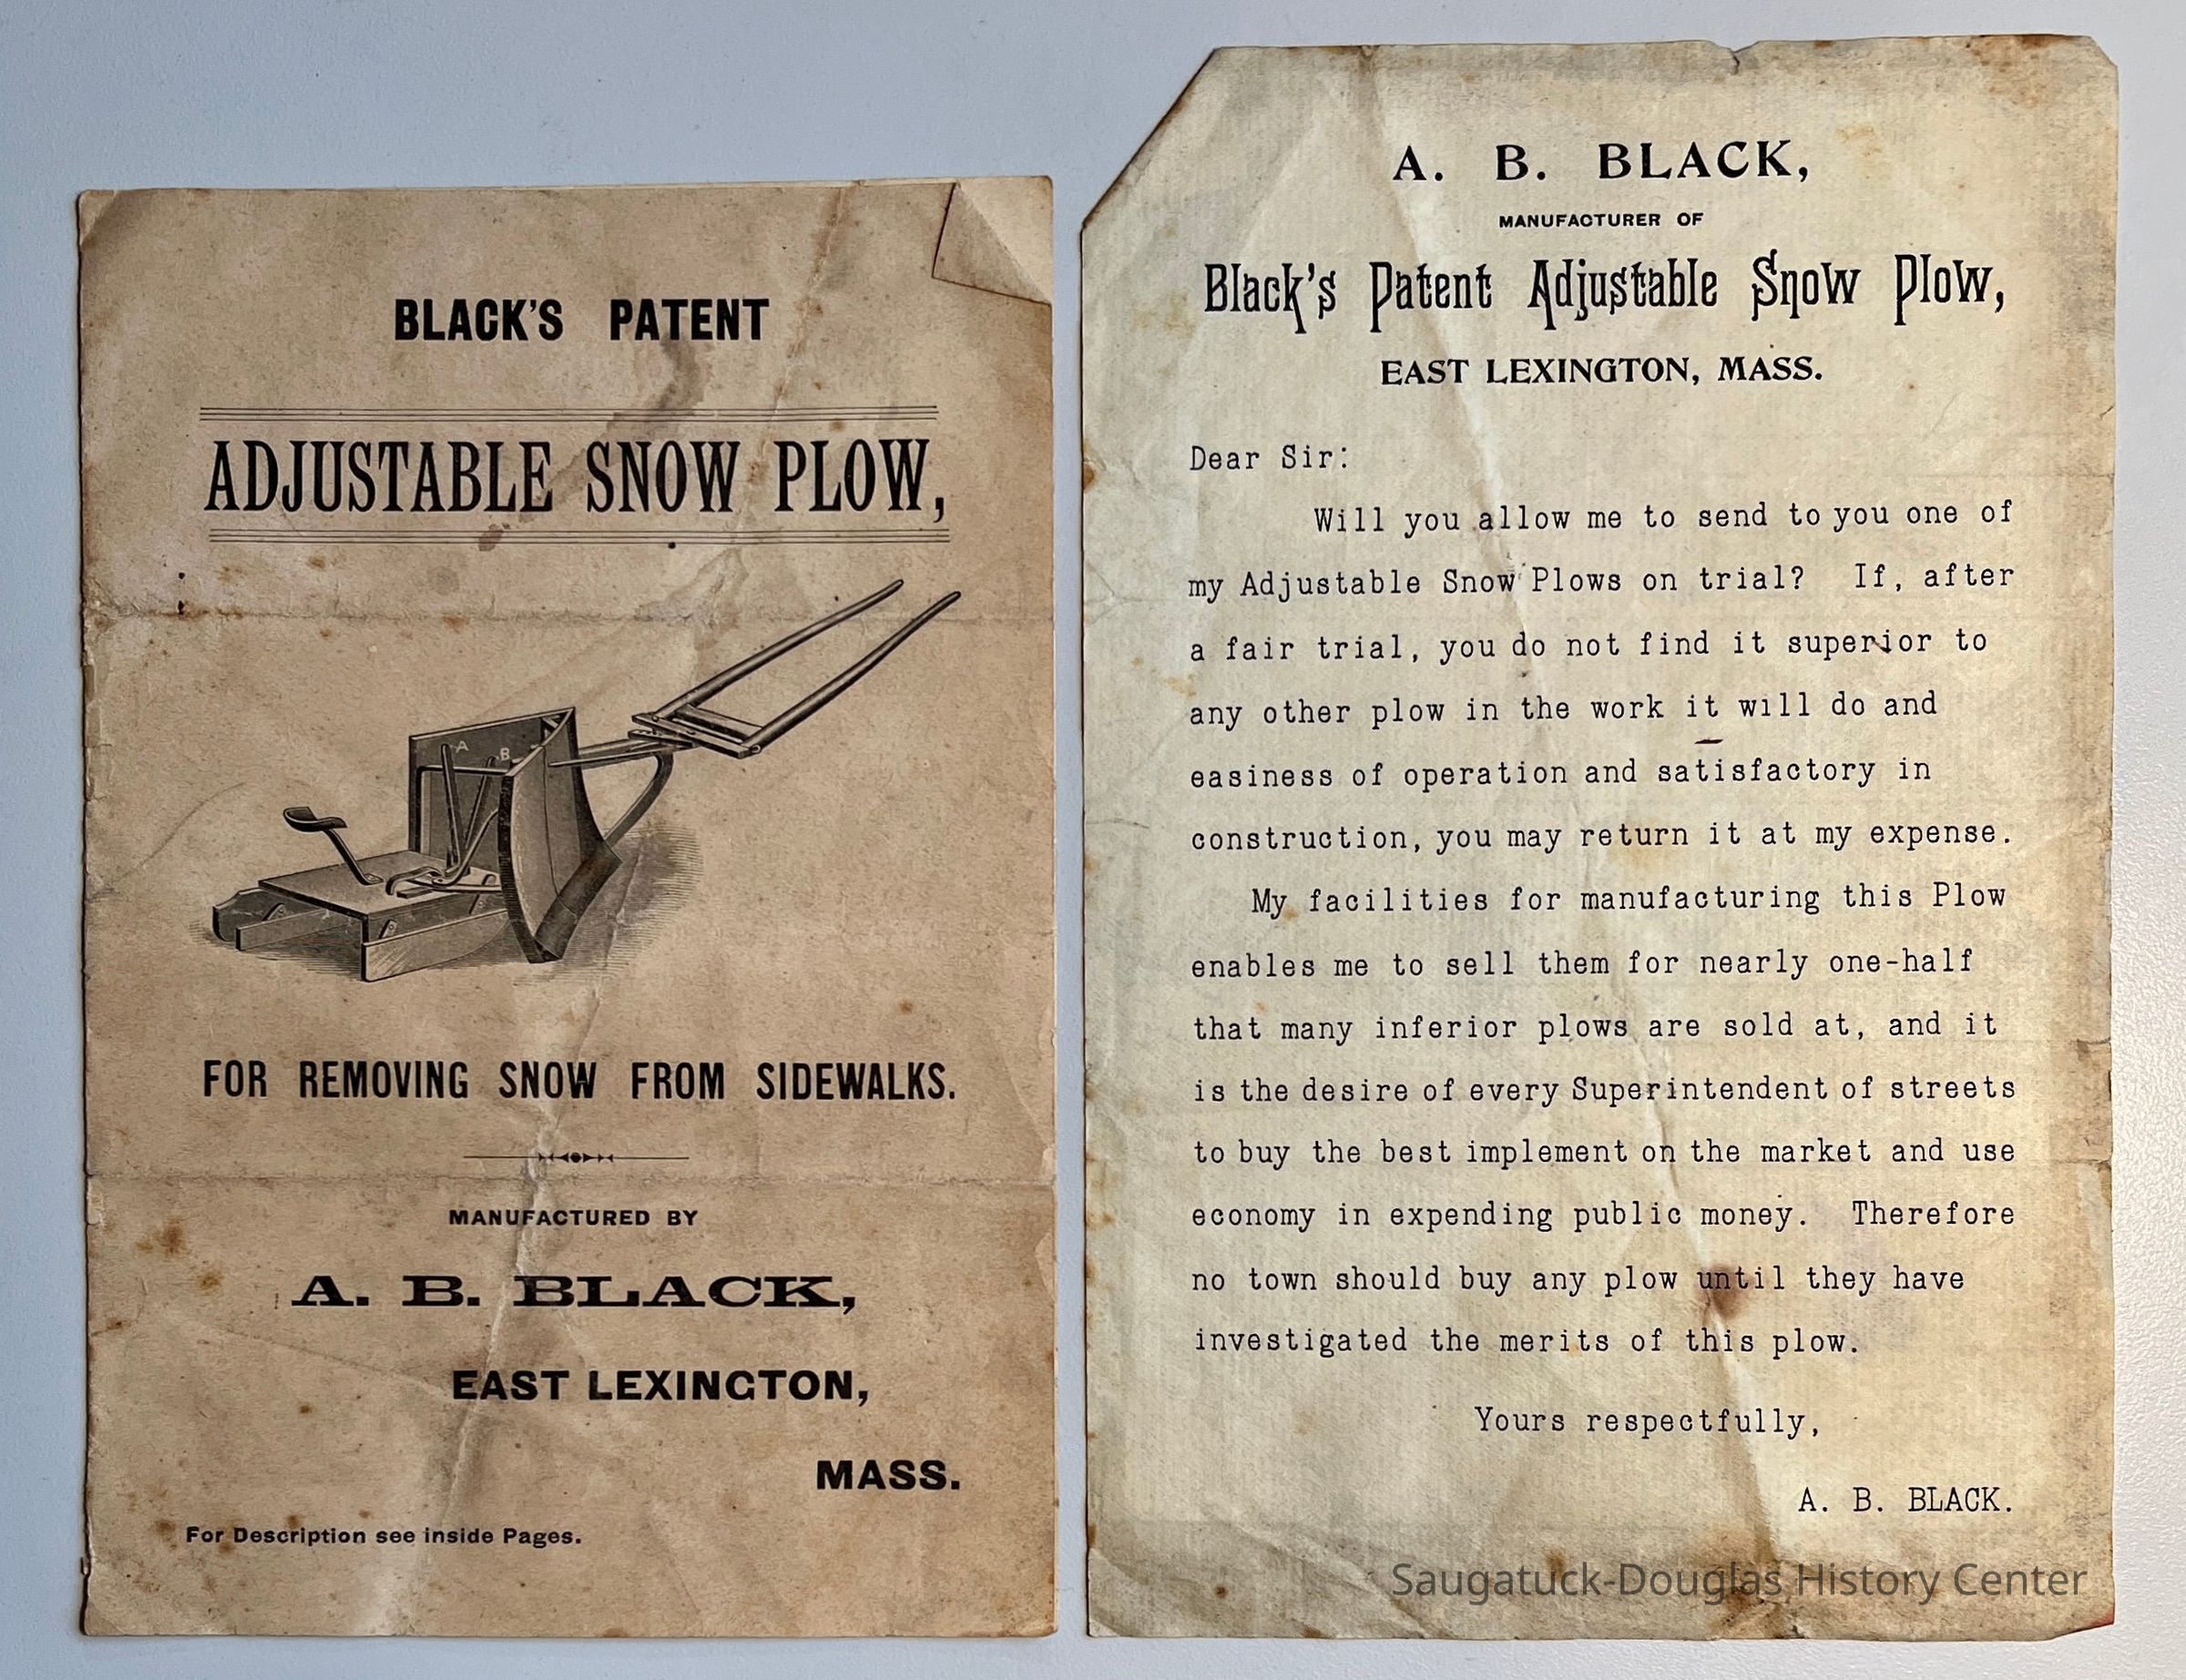 BLACK'S PATENT
ADJUSTABLE SNOW PLOW,
A
B
FOR REMOVING SNOW FROM SIDEWALKS.
MANUFACTURED BY
A. B. BLACK,
EAST LEXINGTON,
MASS.
For Description see inside Pages.
A. B. BLACK,
MANUFACTURER OF
Black's Patent Adjustable Snow Plow,
EAST LEXINGTON, MASS.
Dear Sir:
Will you allow me to send to you one of
my Adjustable Snow Plows on trial? If, after
a fair trial, you do not find it superior to
any other plow in the work it will do and
easiness of operation and satisfactory in
construction, you may return it at my expense.
My facilities for manufacturing this Plow
enables me to sell them for nearly one-half
that many inferior plows are sold at, and it
is the desire of every Superintendent of streets
to buy the best implement on the market and use
economy in expending public money. Therefore
no town should buy any plow until they have
investigated the merits of this plow.
Yours respectfully,
A. B. BLACK.
Saugatuck-Douglas History Center